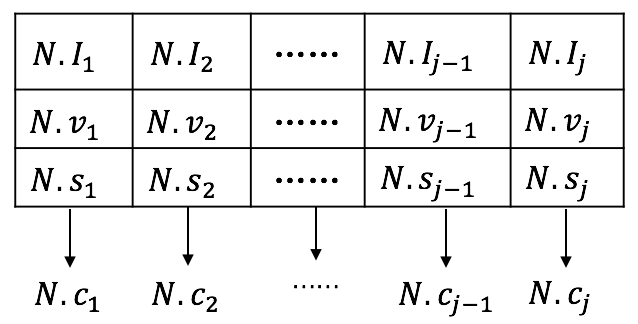 N.I₁ N.I₂ ······ N.Iⱼ₋₁ N.Iⱼ
N.v₁ N.v₂ ······ N.vⱼ₋₁ N.vⱼ
N.s₁ N.s₂ ······ N.sⱼ₋₁ N.sⱼ
N.c₁ N.c₂ ······ N.cⱼ₋₁ N.cⱼ